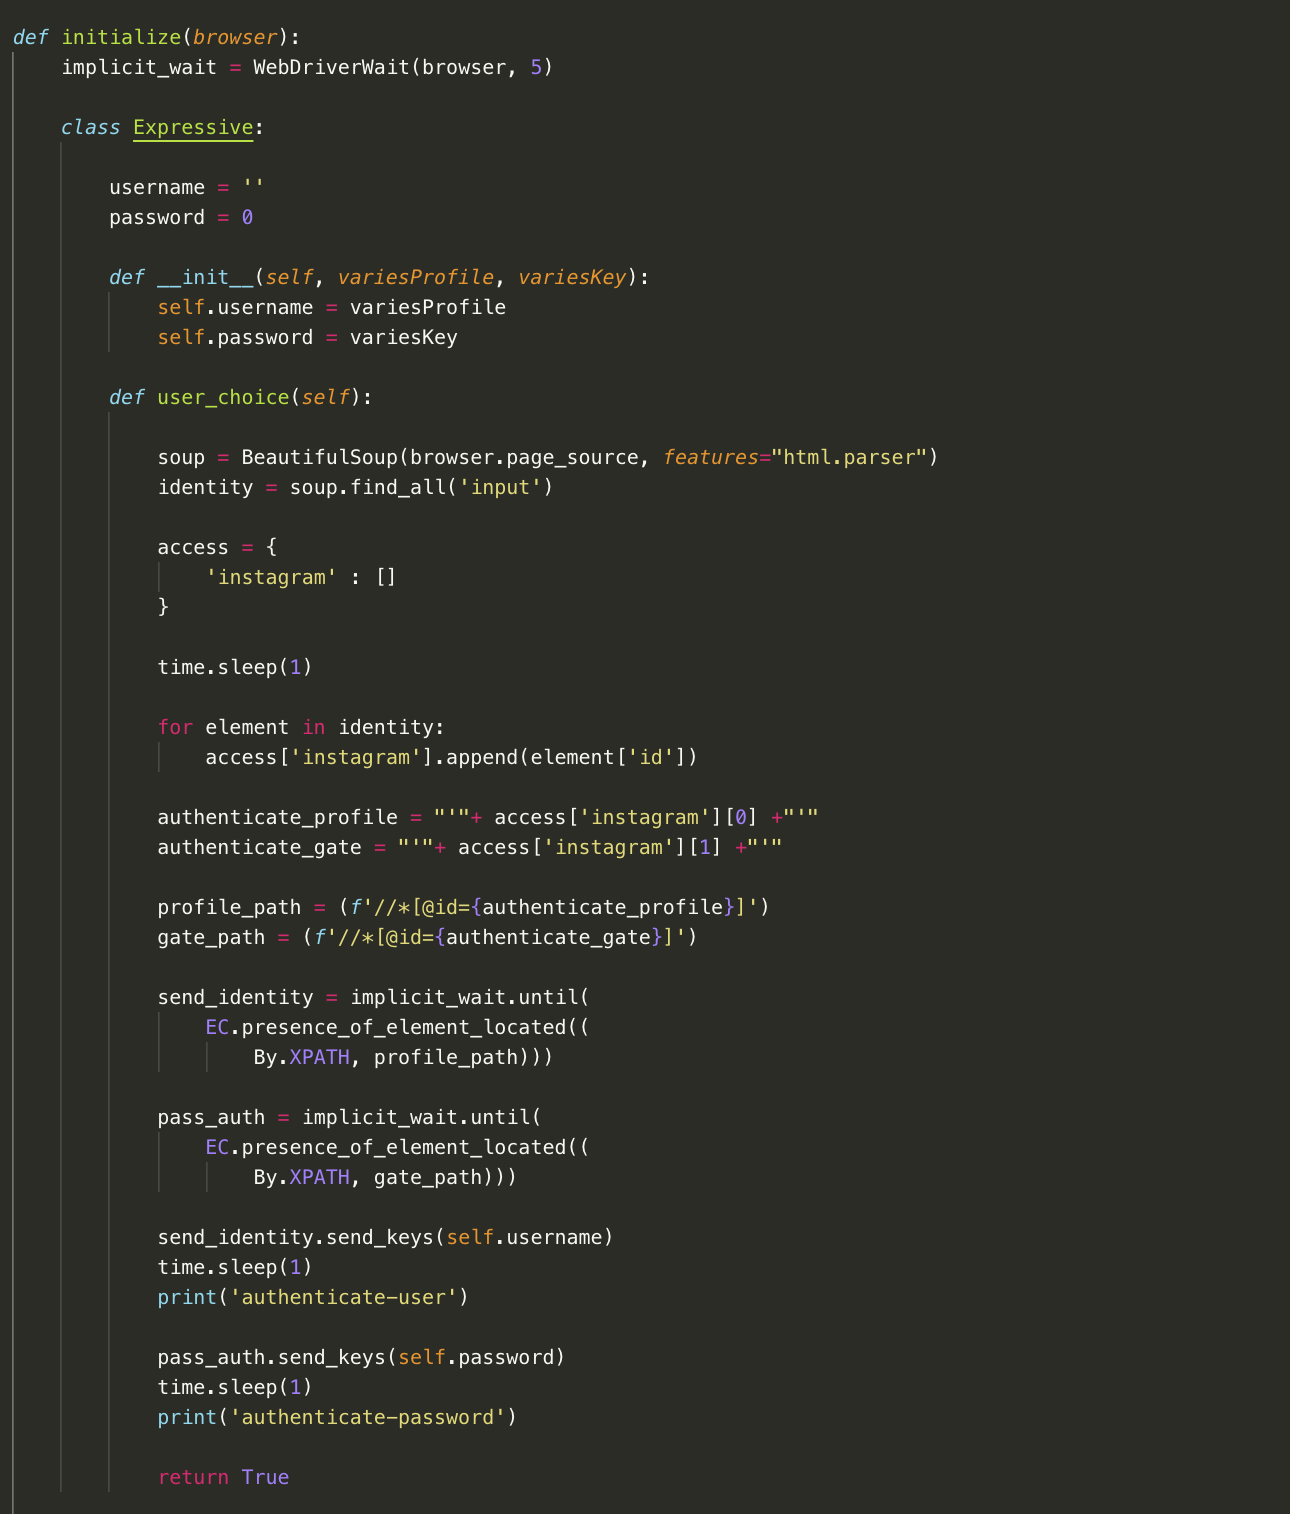 def initialize(browser):
    implicit_wait = WebDriverWait(browser, 5)

    class Expressive:

        username = ''
        password = 0

        def __init__(self, variesProfile, variesKey):
            self.username = variesProfile
            self.password = variesKey

        def user_choice(self):

            soup = BeautifulSoup(browser.page_source, features="html.parser")
            identity = soup.find_all('input')

            access = {
                'instagram' : []
            }

            time.sleep(1)

            for element in identity:
                access['instagram'].append(element['id'])

            authenticate_profile = "'"+ access['instagram'][0] +"'"
            authenticate_gate = "'"+ access['instagram'][1] +"'"

            profile_path = (f'//*[@id={authenticate_profile}]')
            gate_path = (f'//*[@id={authenticate_gate}]')

            send_identity = implicit_wait.until(
                EC.presence_of_element_located((
                    By.XPATH, profile_path)))

            pass_auth = implicit_wait.until(
                EC.presence_of_element_located((
                    By.XPATH, gate_path)))

            send_identity.send_keys(self.username)
            time.sleep(1)
            print('authenticate-user')

            pass_auth.send_keys(self.password)
            time.sleep(1)
            print('authenticate-password')

            return True